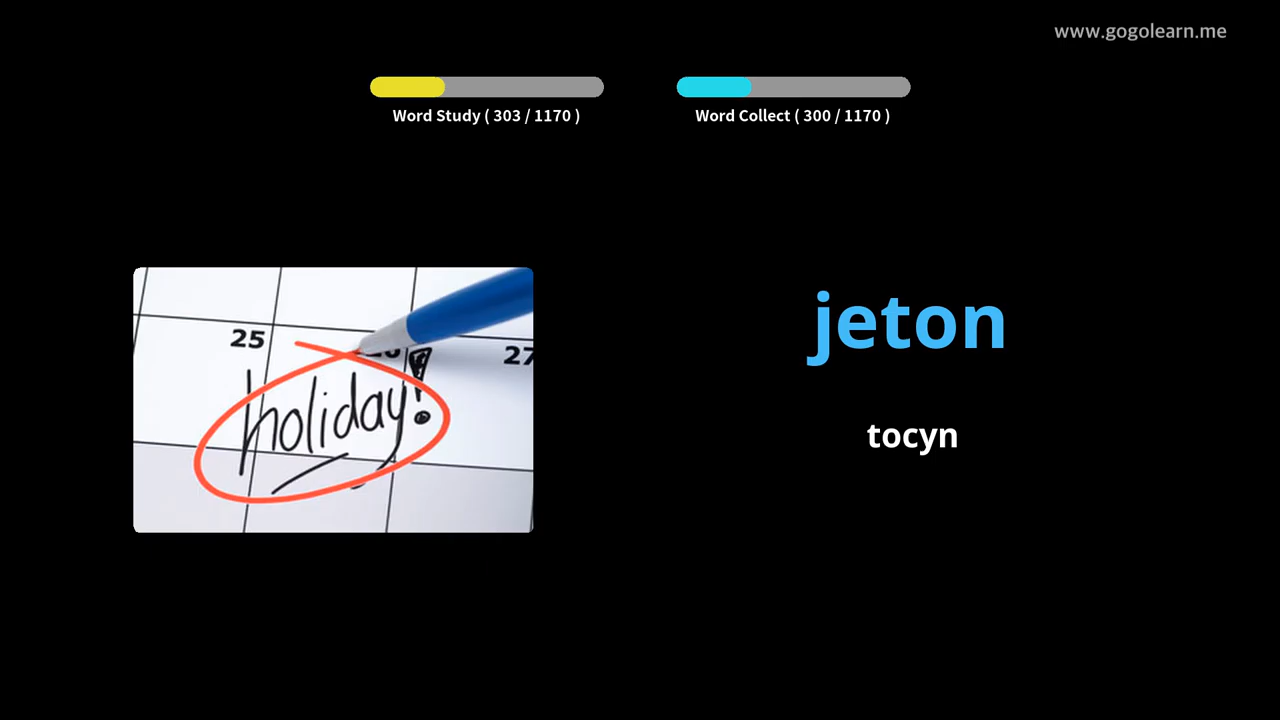 www.gogolearn.me
Word Study ( 303 / 1170 )
Word Collect ( 300 / 1170 )
25
27
holiday!
jeton
tocyn